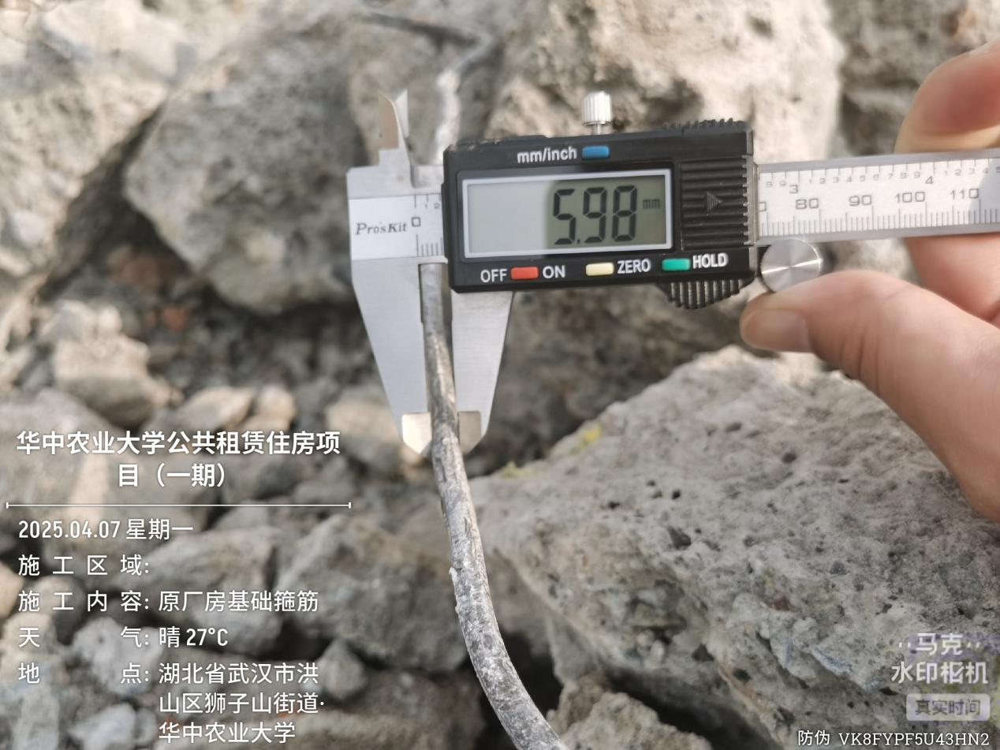 mm/inch
5.98 mm
Pro'sKit
OFF ON ZERO HOLD
0
1 2
3
4
80 90 100 110
华中农业大学公共租赁住房项
目（一期）
2025.04.07 星期一
施工区域:
施工内容: 原厂房基础箍筋
天气: 晴 27°C
地点: 湖北省武汉市洪
山区狮子山街道·
华中农业大学
马克
水印相机
真实时间
防伪 VK8FYPF5U43HN2